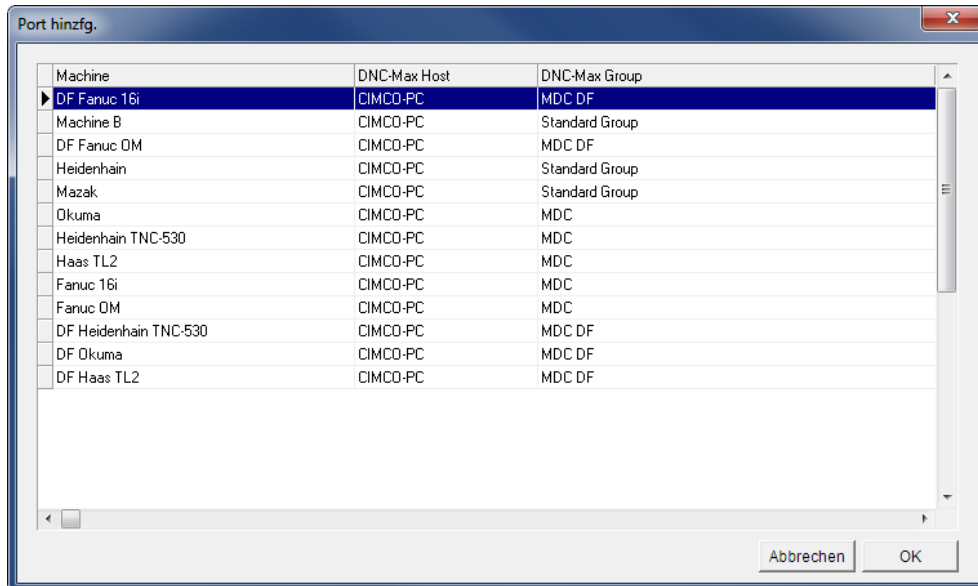 Port hinzfg.
Machine DNC-Max Host DNC-Max Group
DF Fanuc 16i CIMCO-PC MDC DF
Machine B CIMCO-PC Standard Group
DF Fanuc OM CIMCO-PC MDC DF
Heidenhain CIMCO-PC Standard Group
Mazak CIMCO-PC Standard Group
Okuma CIMCO-PC MDC
Heidenhain TNC-530 CIMCO-PC MDC
Haas TL2 CIMCO-PC MDC
Fanuc 16i CIMCO-PC MDC
Fanuc OM CIMCO-PC MDC
DF Heidenhain TNC-530 CIMCO-PC MDC DF
DF Okuma CIMCO-PC MDC DF
DF Haas TL2 CIMCO-PC MDC DF
Abbrechen OK